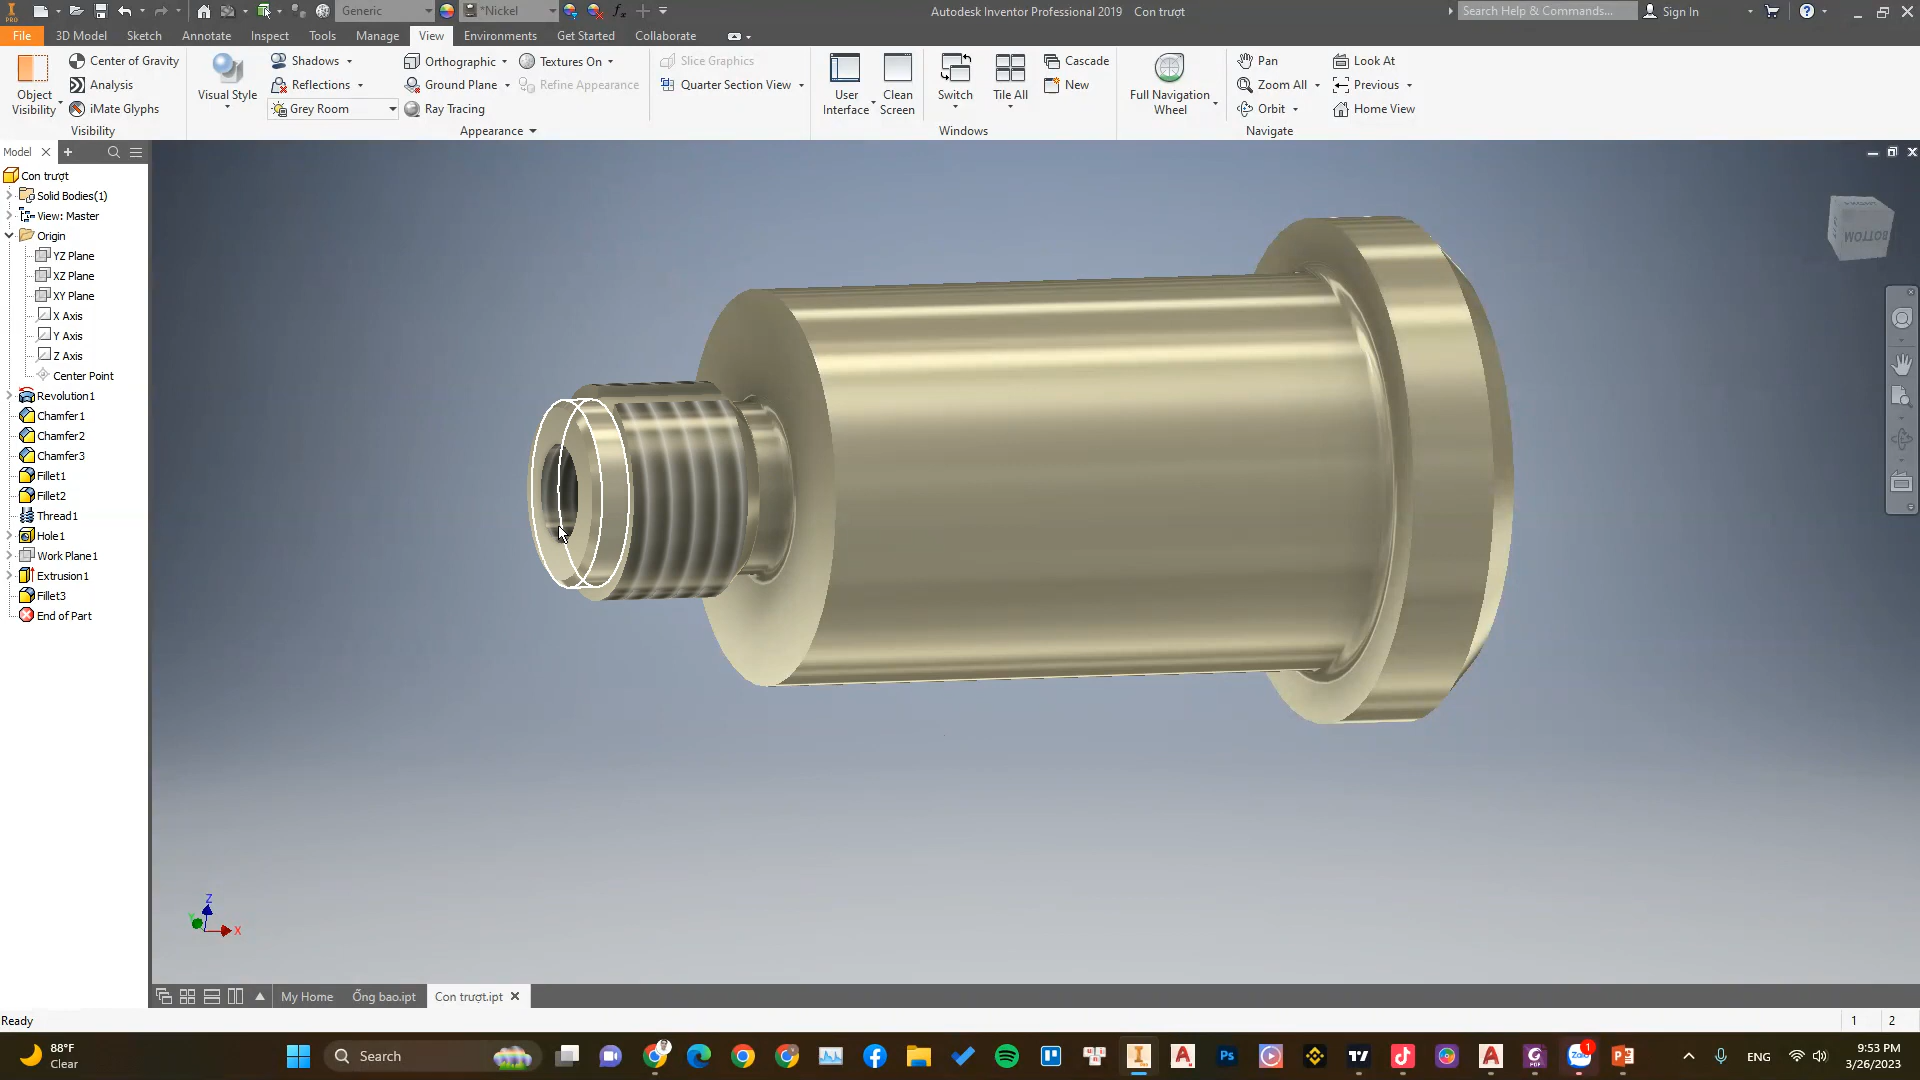 Generic
*Nickel
Autodesk Inventor Professional 2019 Con trượt
Search Help & Commands...
Sign In
File 3D Model Sketch Annotate Inspect Tools Manage View Environments Get Started Collaborate
Object Visibility
Center of Gravity
Analysis
iMate Glyphs
Visibility
Visual Style
Shadows
Reflections
Grey Room
Orthographic
Ground Plane
Ray Tracing
Textures On
Refine Appearance
Appearance
Slice Graphics
Quarter Section View
User Interface
Clean Screen
Switch
Tile All
Cascade
New
Windows
Full Navigation Wheel
Pan
Zoom All
Orbit
Look At
Previous
Home View
Navigate
Model
Con trượt
Solid Bodies(1)
View: Master
Origin
YZ Plane
XZ Plane
XY Plane
X Axis
Y Axis
Z Axis
Center Point
Revolution1
Chamfer1
Chamfer2
Chamfer3
Fillet1
Fillet2
Thread1
Hole1
Work Plane1
Extrusion1
Fillet3
End of Part
BOTTOM
Z
Y
X
My Home Ống bao.ipt Con trượt.ipt
Ready
1 2
88°F
Clear
Search
1
ENG
9:53 PM
3/26/2023